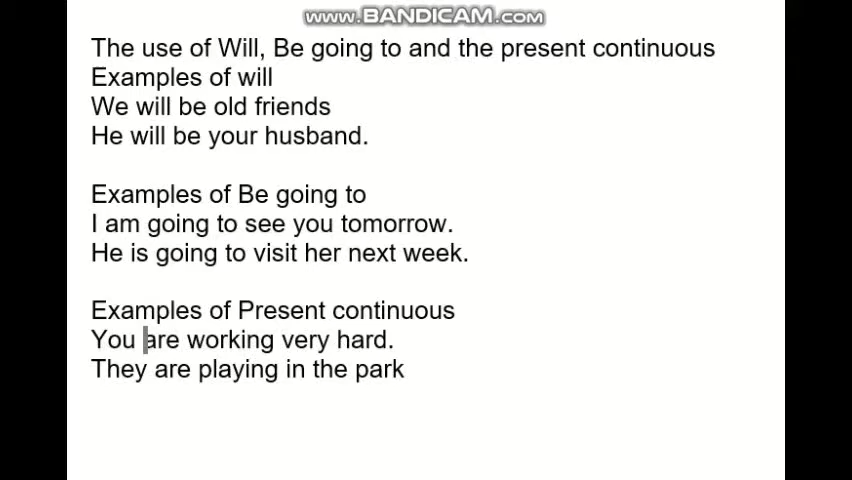 www.BANDICAM.com
The use of Will, Be going to and the present continuous
Examples of will
We will be old friends
He will be your husband.
Examples of Be going to
I am going to see you tomorrow.
He is going to visit her next week.
Examples of Present continuous
You are working very hard.
They are playing in the park